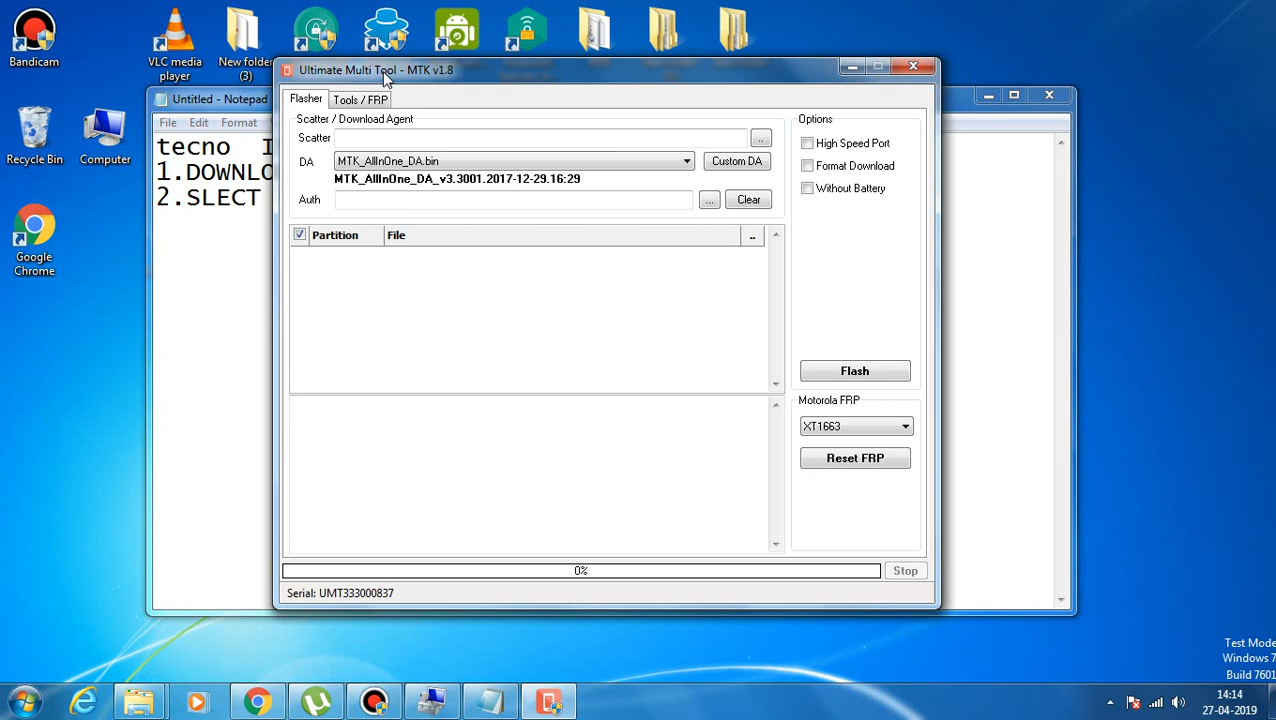 Bandicam
VLC media
player
New folder
(3)
Recycle Bin
Computer
Google
Chrome
Untitled - Notepad
File Edit Format
tecno
1.DOWNLO
2.SLECT
Ultimate Multi Tool - MTK v1.8
Flasher Tools / FRP
Scatter / Download Agent
Scatter ..
DA MTK_AllInOne_DA.bin Custom DA
MTK_AllInOne_DA_v3.3001.2017-12-29.16:29
Auth ... Clear
Partition File ..
Options
High Speed Port
Format Download
Without Battery
Flash
Motorola FRP
XT1663
Reset FRP
0% Stop
Serial: UMT333000837
Test Mode
Windows 7
Build 7601
14:14
27-04-2019